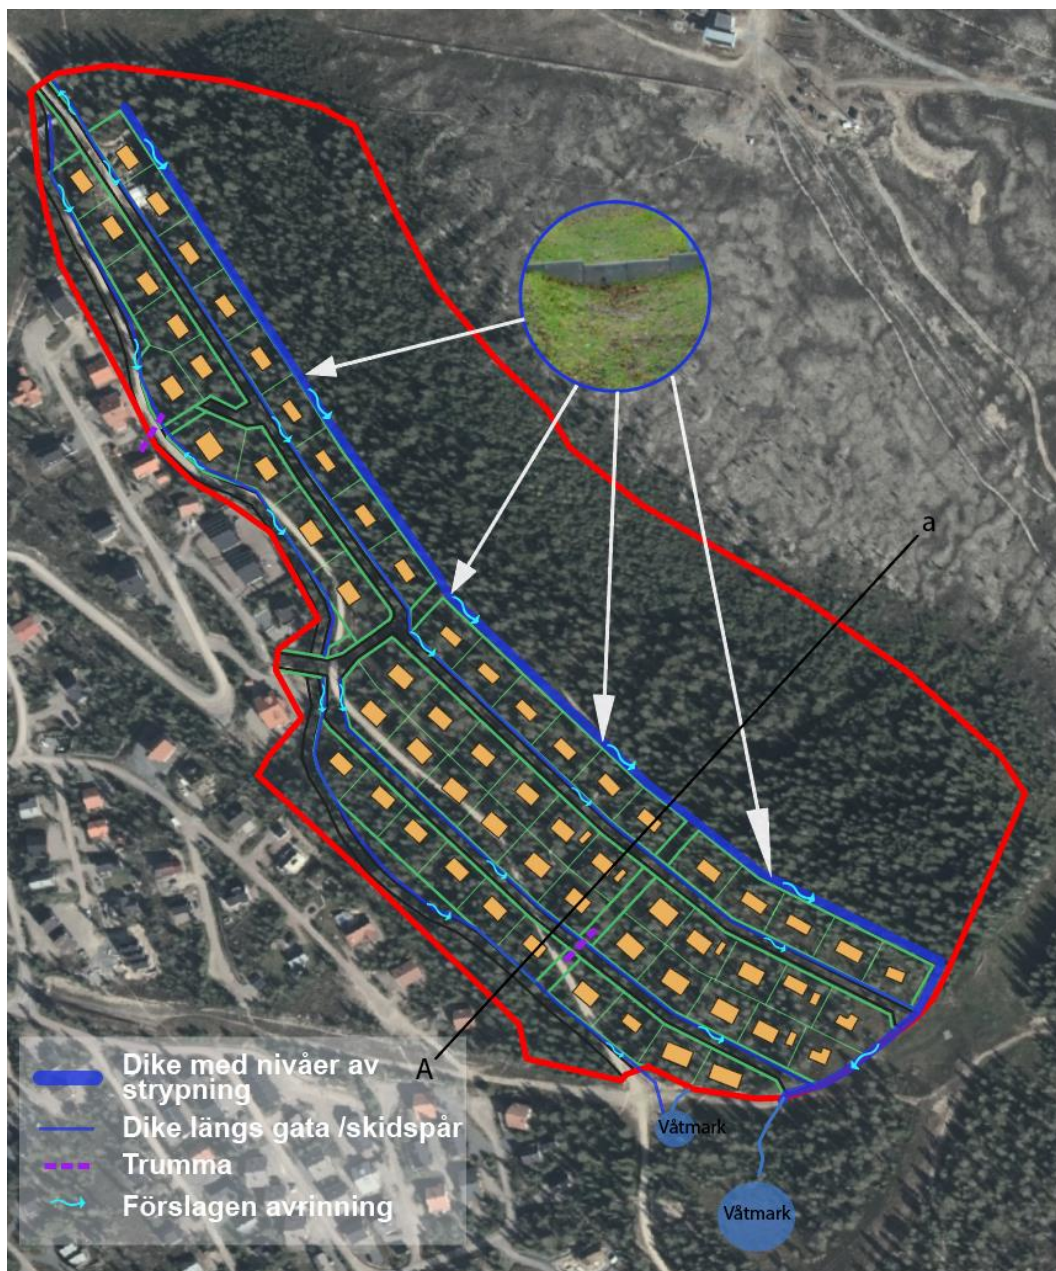 a
A
Dike med nivåer av
strypning
Dike längs gata /skidspår
Trumma
Förslagen avrinning
Våtmark
Våtmark